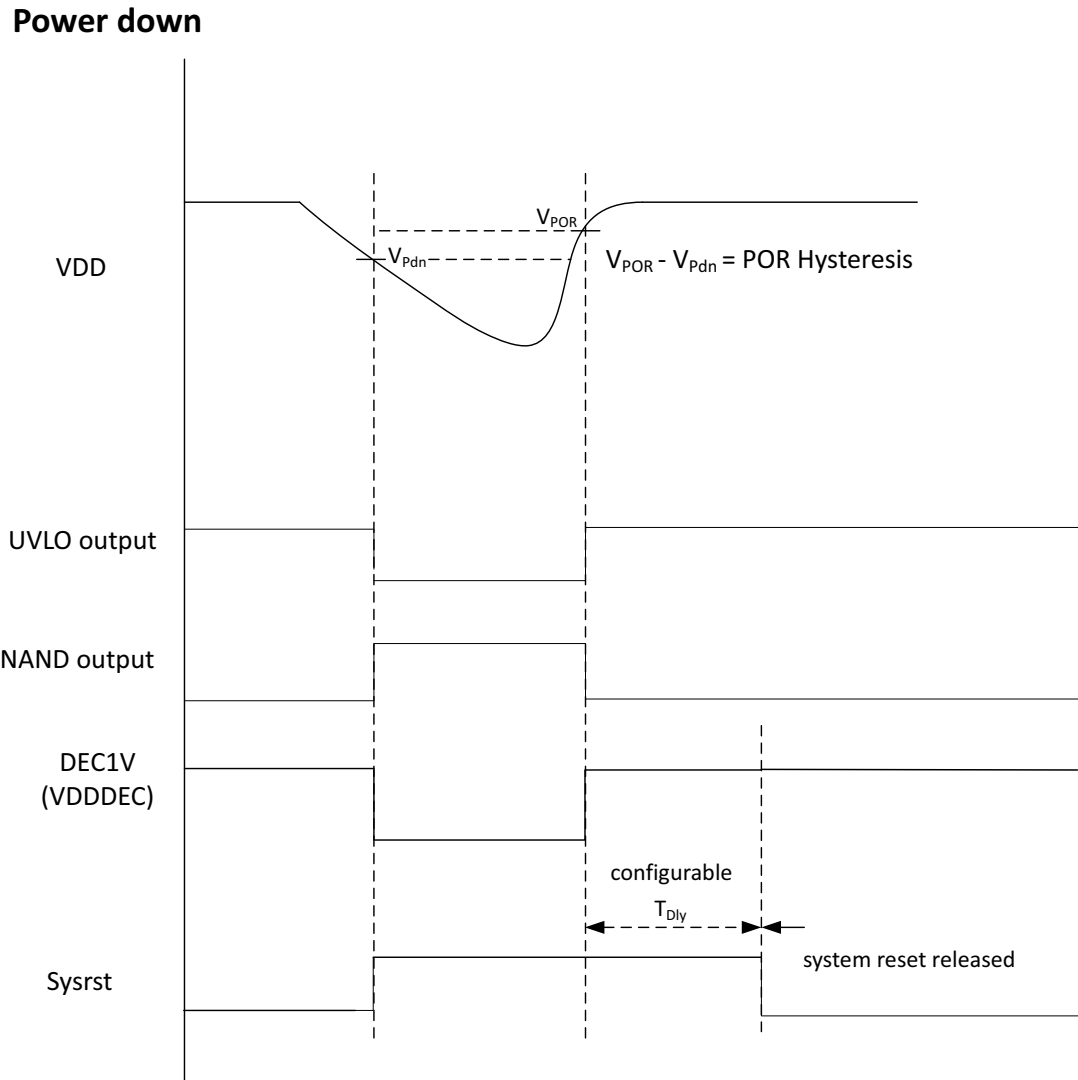 Power down
VPOR
VPdn
VDD
VPOR - VPdn = POR Hysteresis
UVLO output
NAND output
DEC1V
(VDDDEC)
configurable
TDly
system reset released
Sysrst